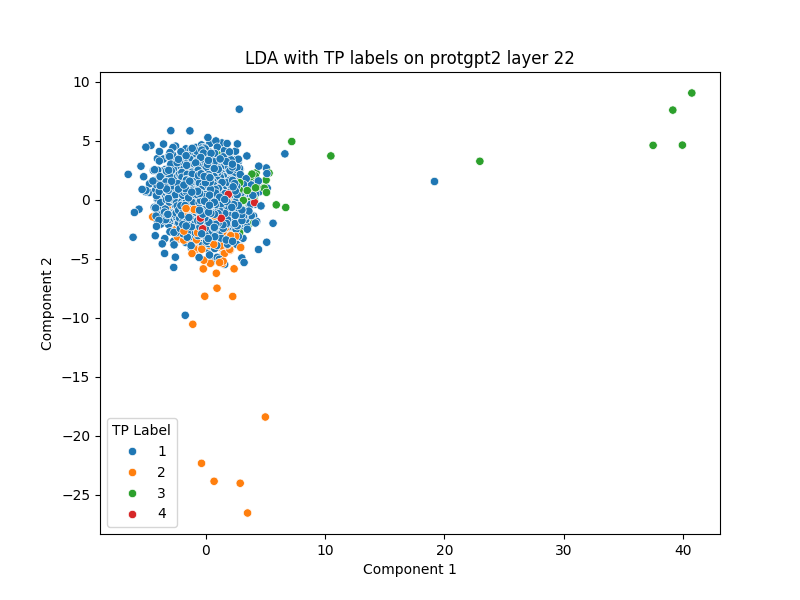 LDA with TP labels on protgpt2 layer 22
10
5
0
−5
−10
−15
−20
−25
Component 2
TP Label
1
2
3
4
0 10 20 30 40
Component 1